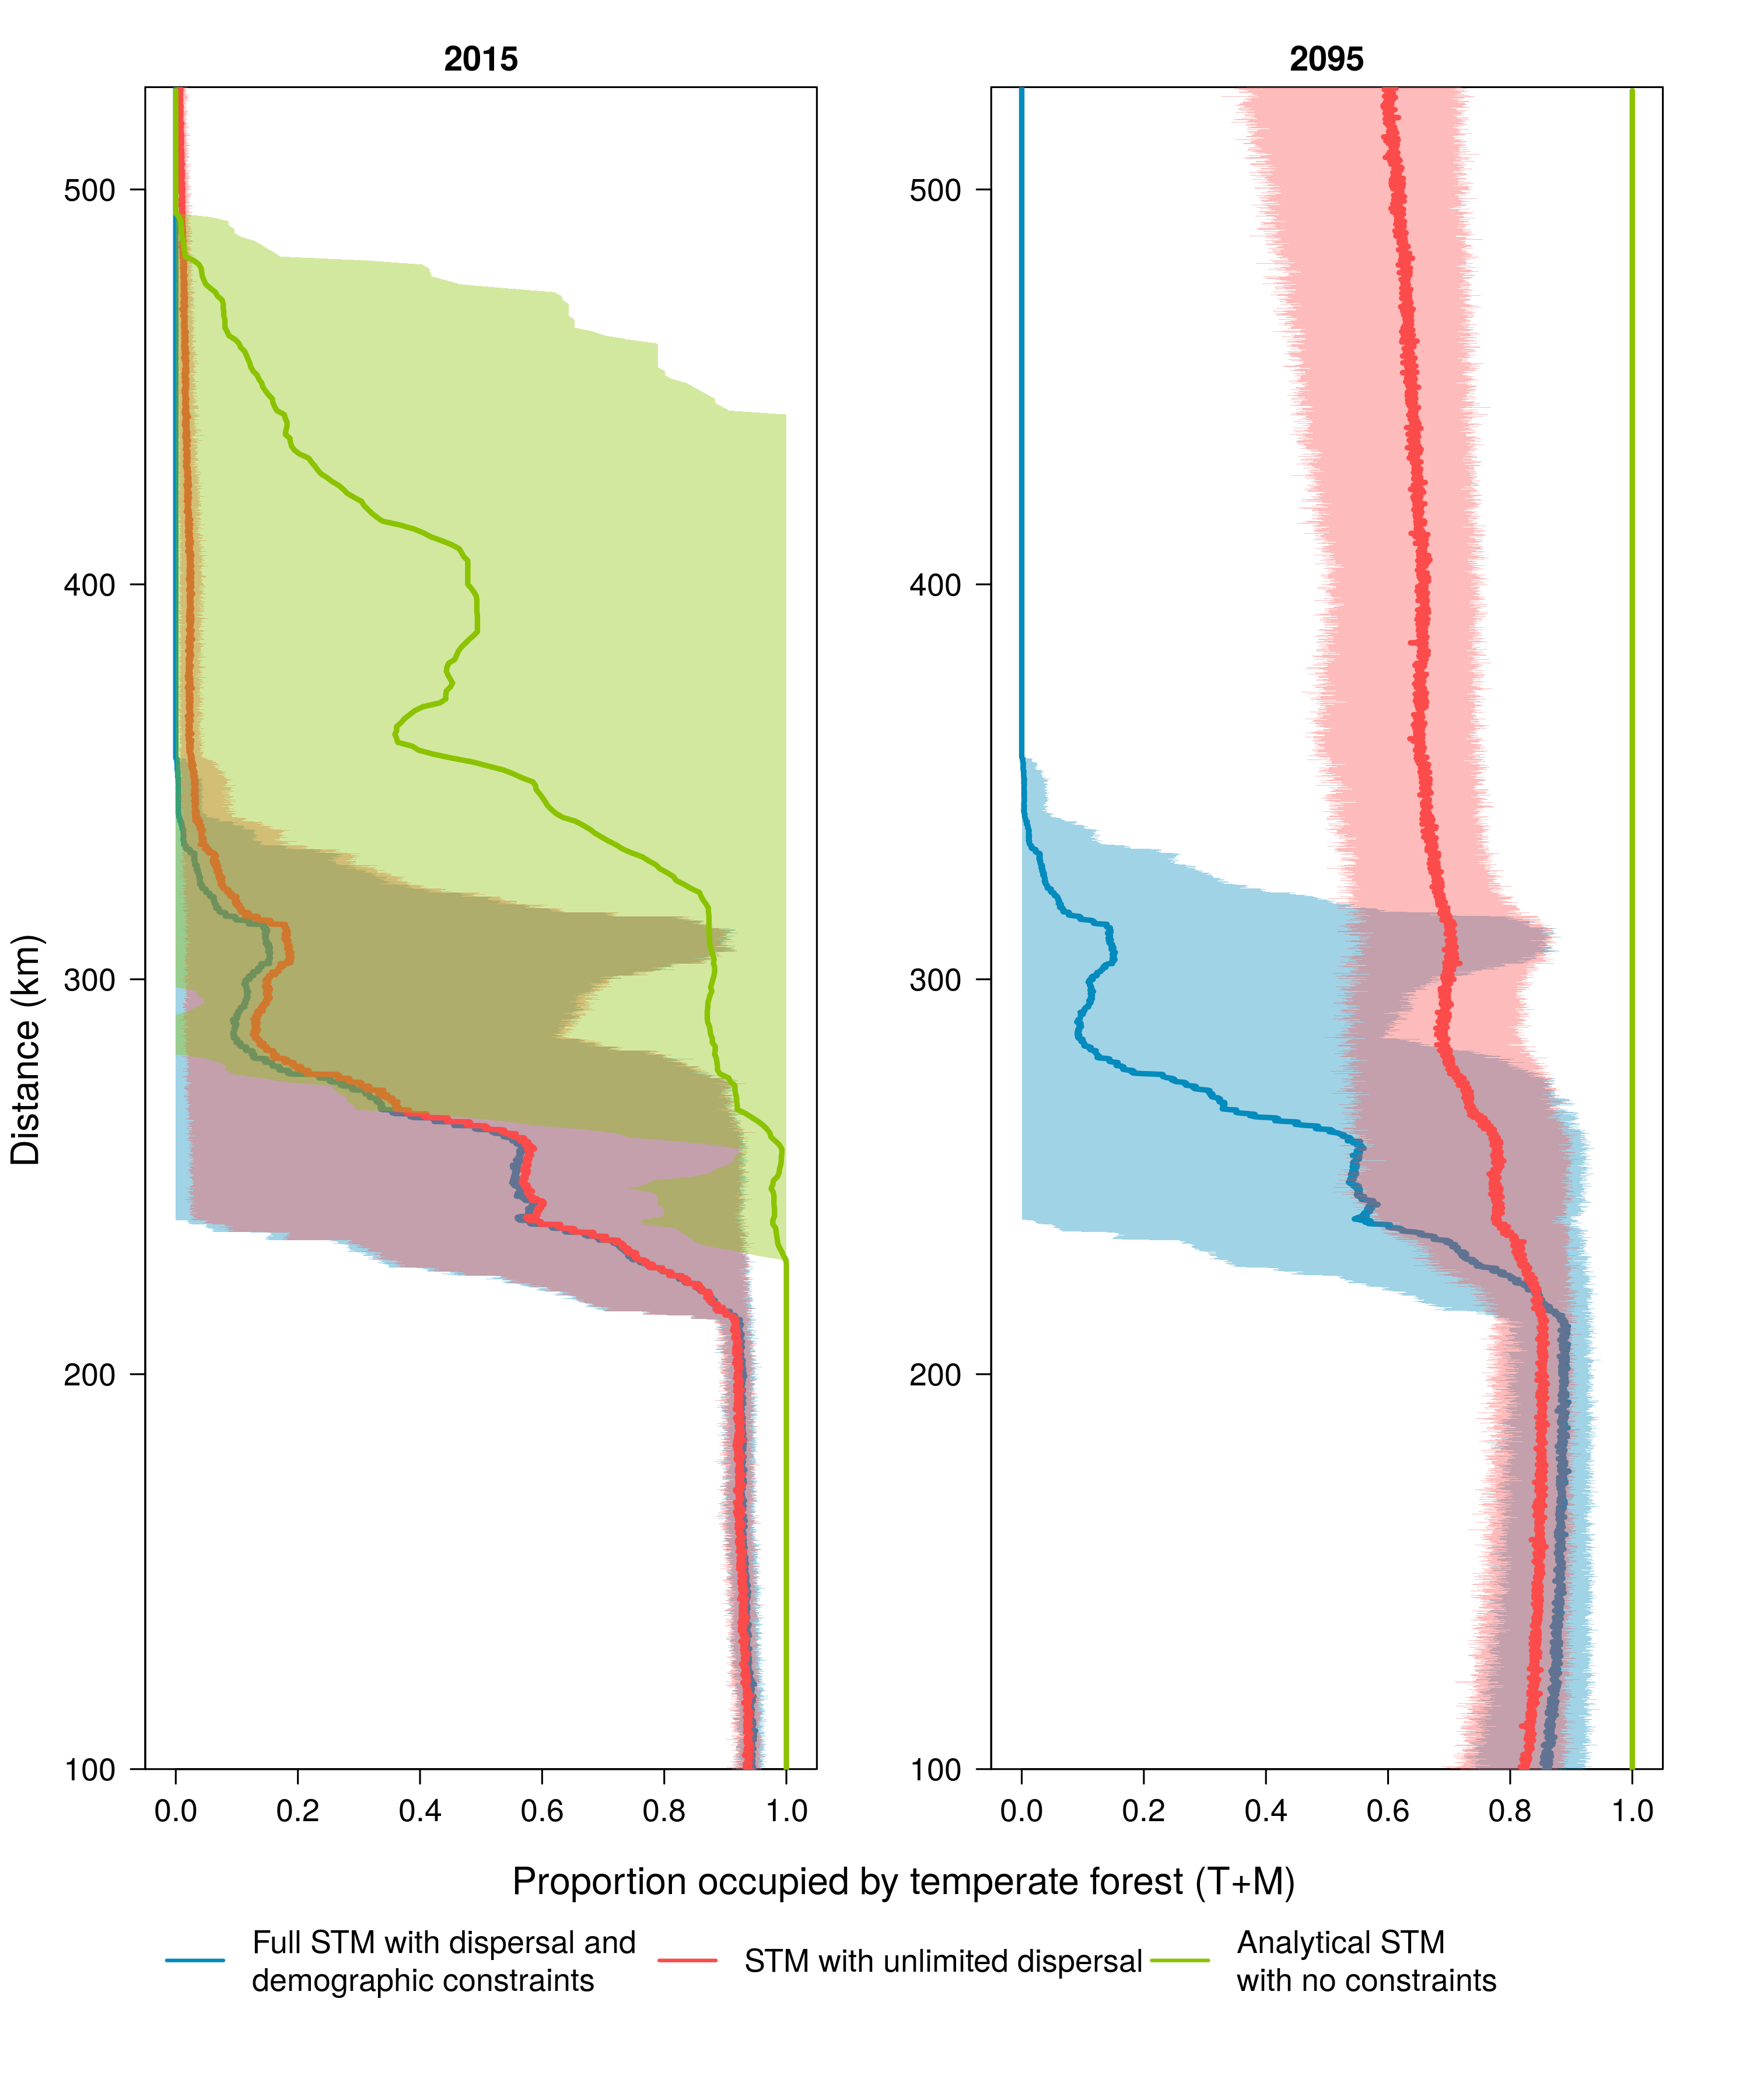 2015
2095
Distance (km)
500
400
300
200
100
500
400
300
200
100
0.0 0.2 0.4 0.6 0.8 1.0
0.0 0.2 0.4 0.6 0.8 1.0
Proportion occupied by temperate forest (T+M)
Full STM with dispersal and
demographic constraints
STM with unlimited dispersal
Analytical STM
with no constraints